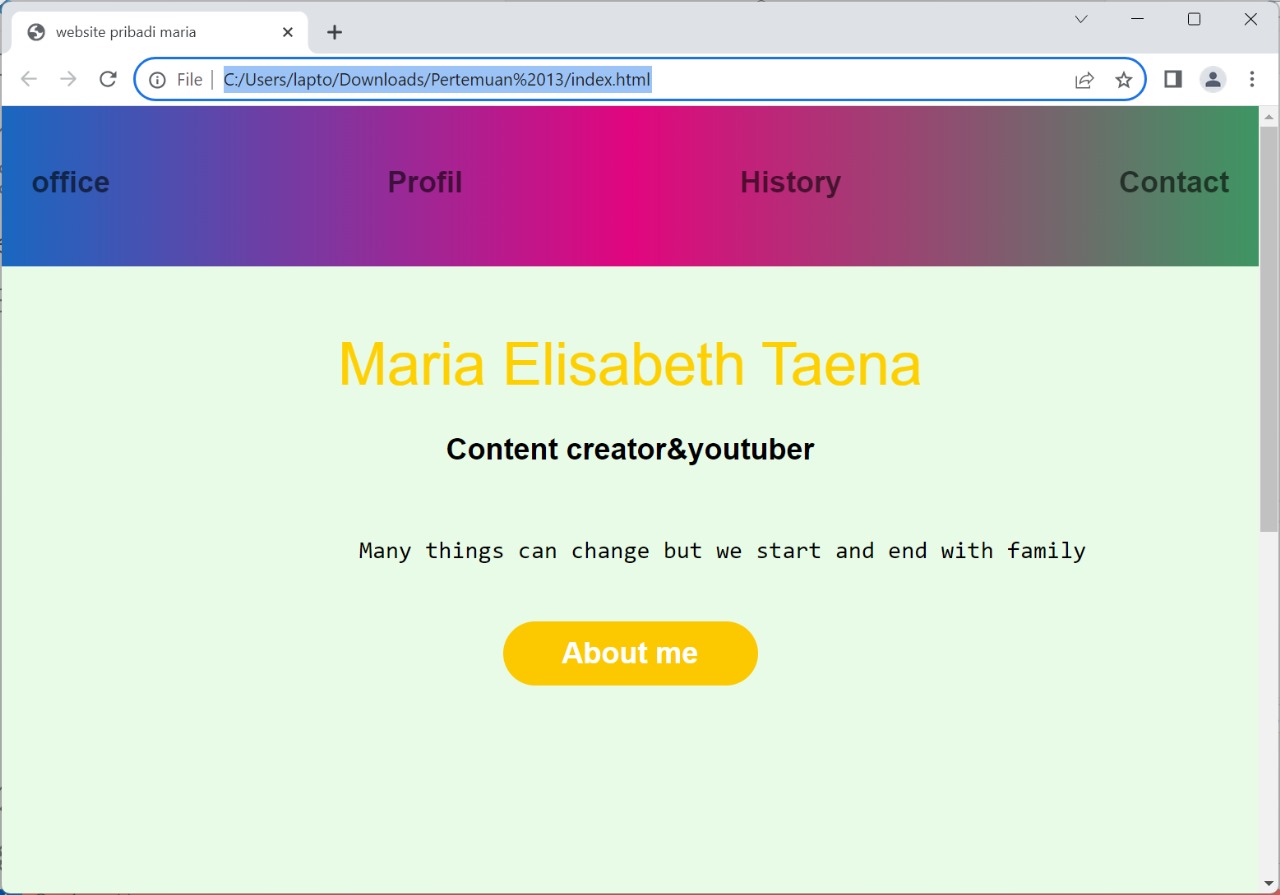 website pribadi maria
File | C:/Users/lapto/Downloads/Pertemuan%2013/index.html
office Profil History Contact
Maria Elisabeth Taena
Content creator&youtuber
Many things can change but we start and end with family
About me